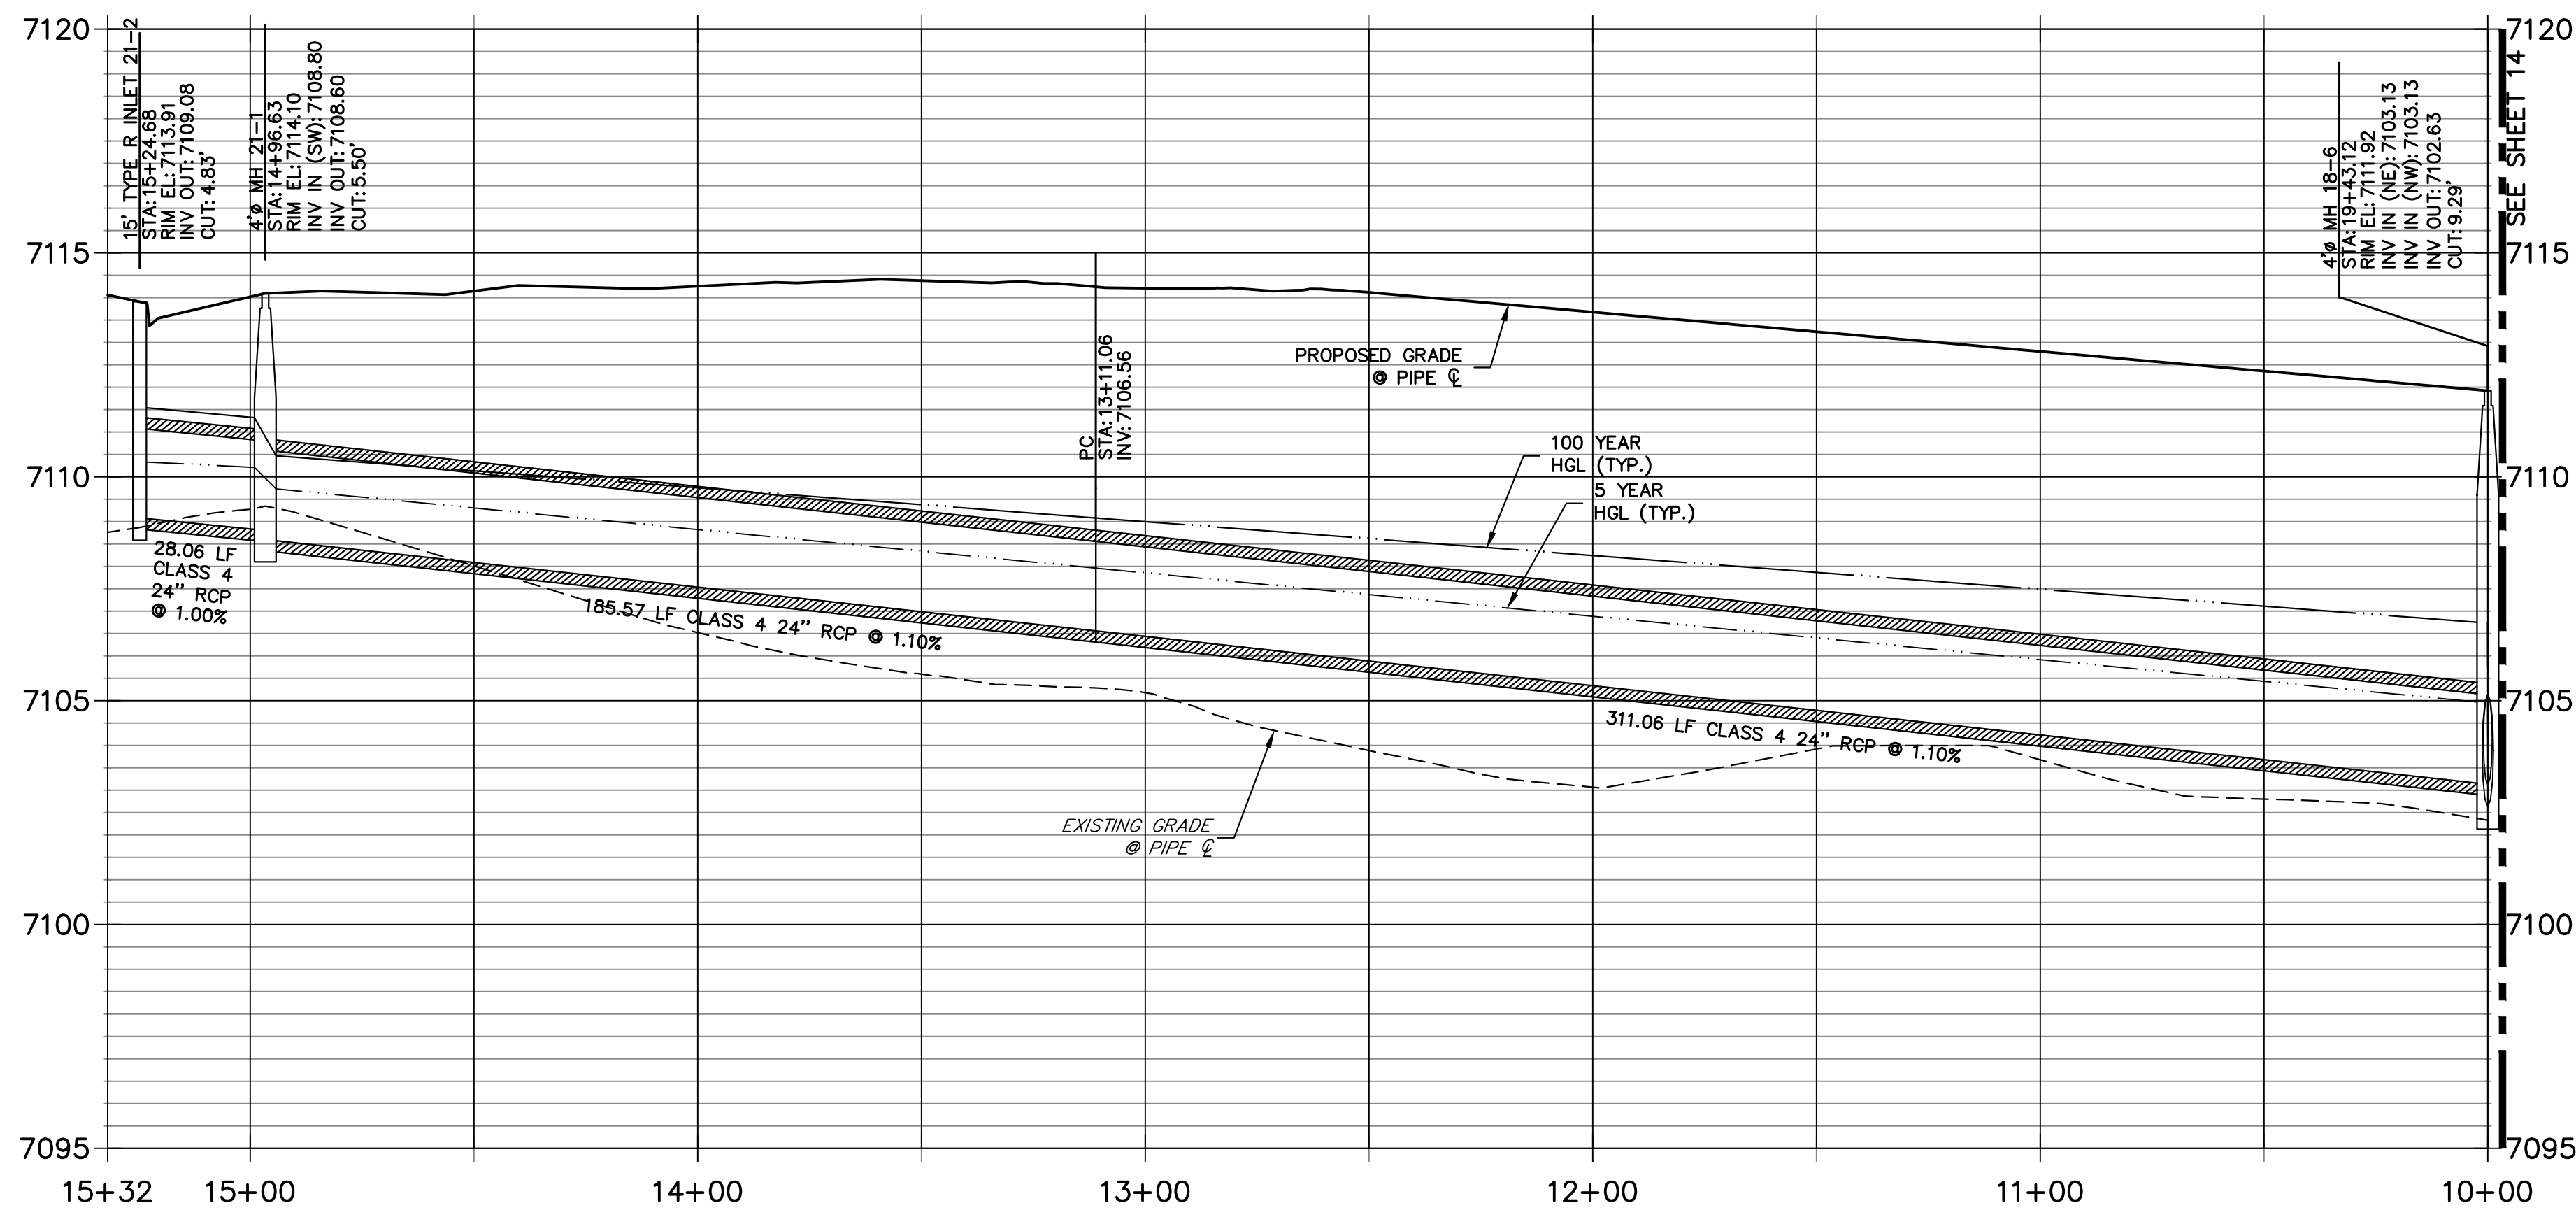 7120
7115
7110
7105
7100
7095
15' TYPE R INLET 21-2
STA:15+24.68
RIM EL:7113.91
INV OUT:7109.08
CUT:4.83'
4'ø MH 21-1
STA:14+96.63
RIM EL:7114.10
INV IN (SW):7108.80
INV OUT:7108.60
CUT:5.50'
28.06 LF
CLASS 4
24" RCP
@ 1.00%
185.57 LF CLASS 4 24" RCP @ 1.10%
PC
STA:13+11.06
INV:7106.56
PROPOSED GRADE
@ PIPE ℄
100 YEAR
HGL (TYP.)
5 YEAR
HGL (TYP.)
311.06 LF CLASS 4 24" RCP @ 1.10%
EXISTING GRADE
@ PIPE ℄
4'ø MH 18-6
STA:19+43.12
RIM EL:7111.92
INV IN (NE):7103.13
INV IN (NW):7103.13
INV OUT:7102.63
CUT:9.29'
SEE SHEET 14
7120
7115
7110
7105
7100
7095
15+32
15+00
14+00
13+00
12+00
11+00
10+00